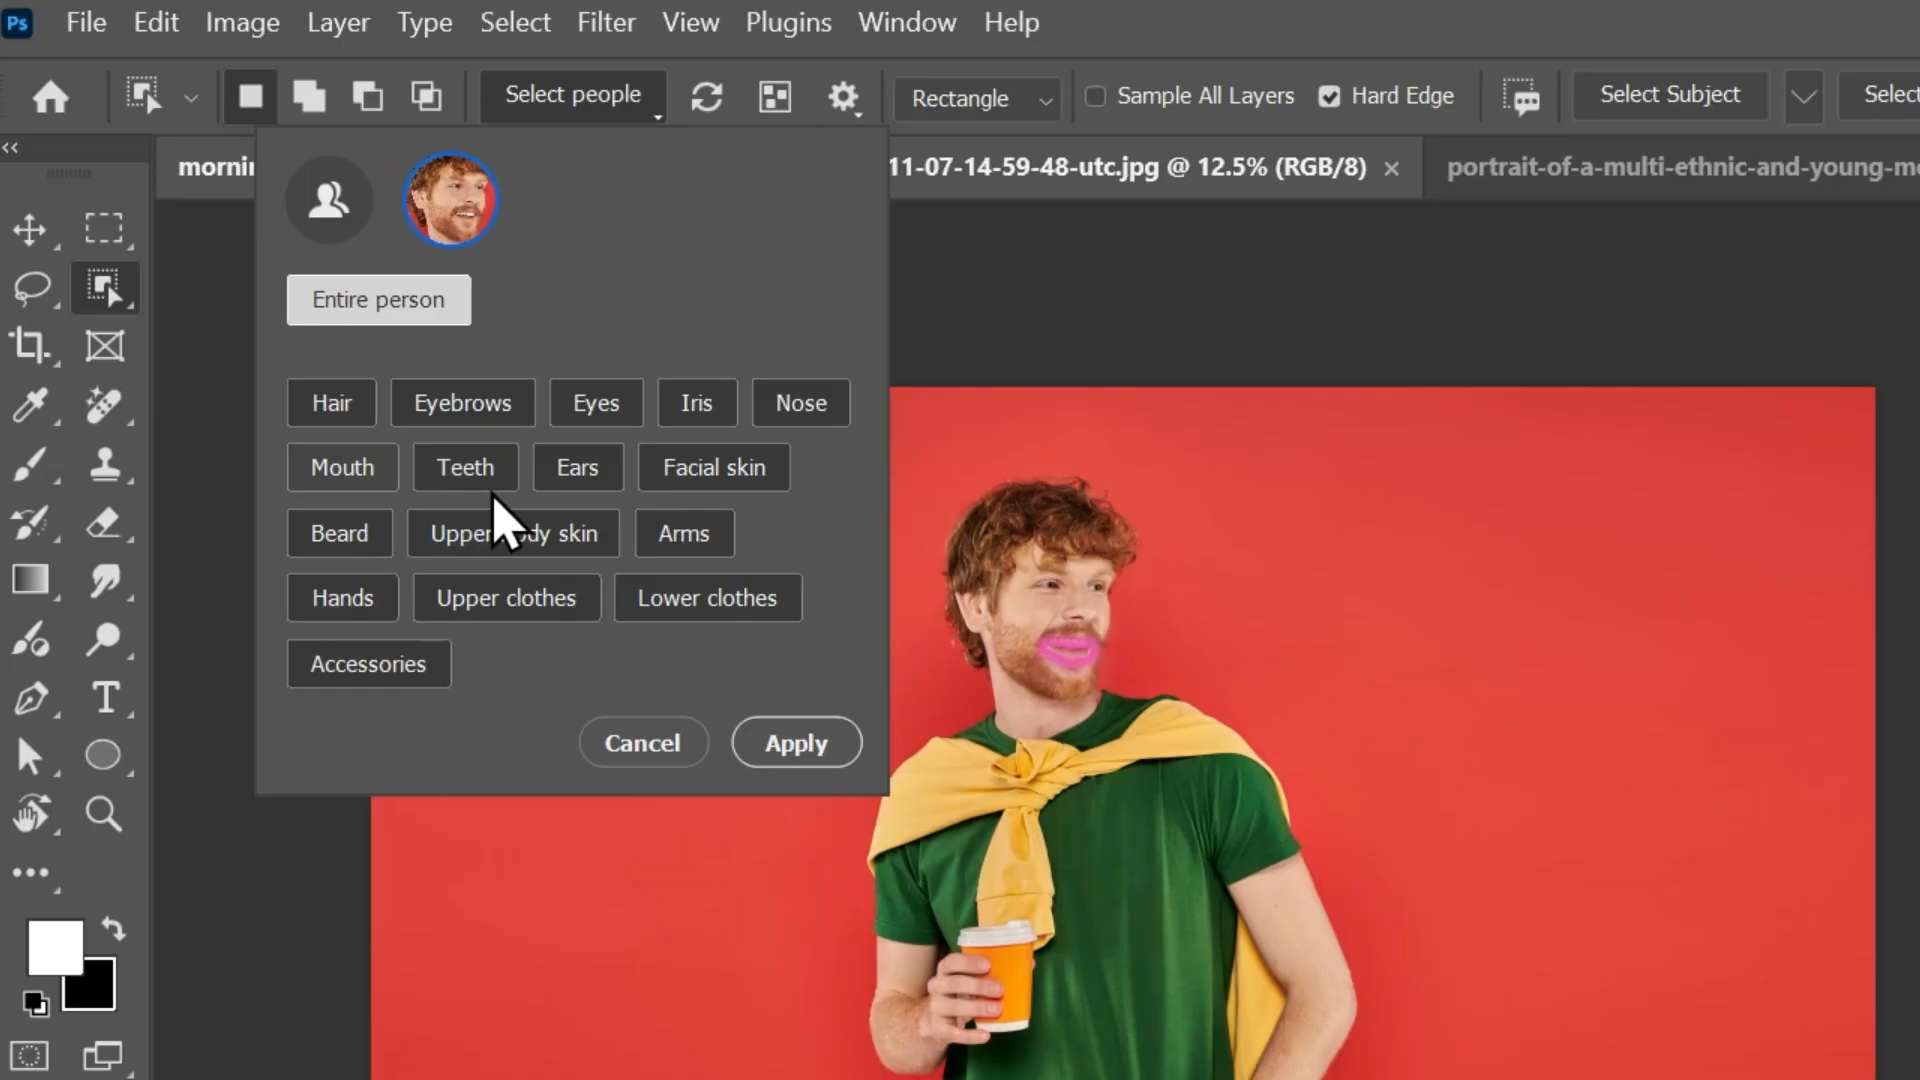 Ps File Edit Image Layer Type Select Filter View Plugins Window Help
Select people Rectangle Sample All Layers Hard Edge Select Subject Select
11-07-14-59-48-utc.jpg @ 12.5% (RGB/8) × portrait-of-a-multi-ethnic-and-young-m
Entire person
Hair Eyebrows Eyes Iris Nose
Mouth Teeth Ears Facial skin
Beard Upper body skin Arms
Hands Upper clothes Lower clothes
Accessories
Cancel Apply